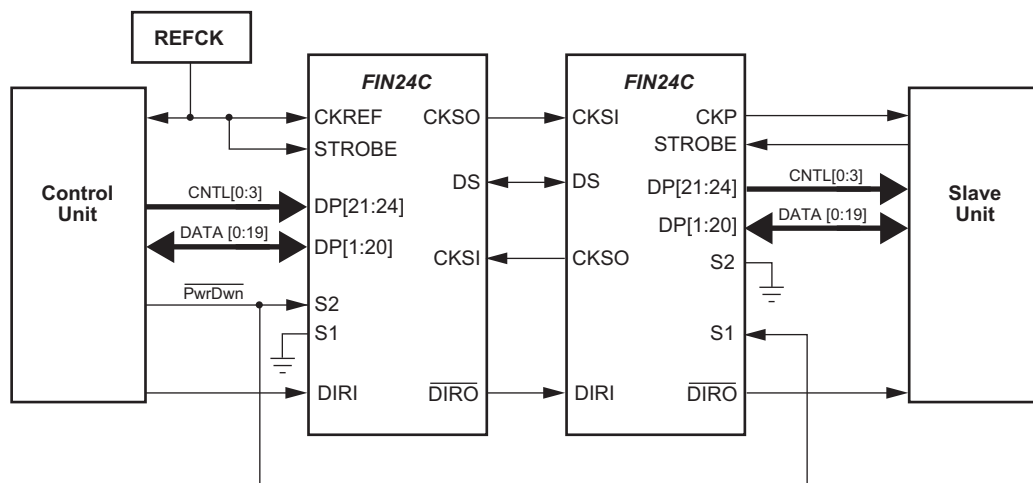 REFCK
Control
Unit
CNTL[0:3]
DATA [0:19]
PwrDwn
FIN24C
CKREF
STROBE
DP[21:24]
DP[1:20]
S2
S1
DIRI
CKSO
DS
CKSI
DIRO
FIN24C
CKSI
DS
CKSO
DIRI
CKP
STROBE
DP[21:24]
DP[1:20]
S2
S1
DIRO
CNTL[0:3]
DATA [0:19]
Slave
Unit